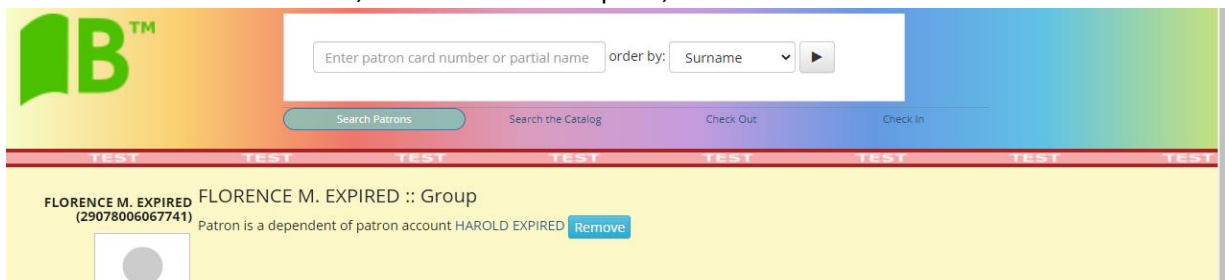 B™
Enter patron card number or partial name order by: Surname
Search Patrons Search the Catalog Check Out Check In
TEST TEST TEST TEST TEST TEST TEST TEST
FLORENCE M. EXPIRED
(29078006067741)
FLORENCE M. EXPIRED :: Group
Patron is a dependent of patron account HAROLD EXPIRED Remove